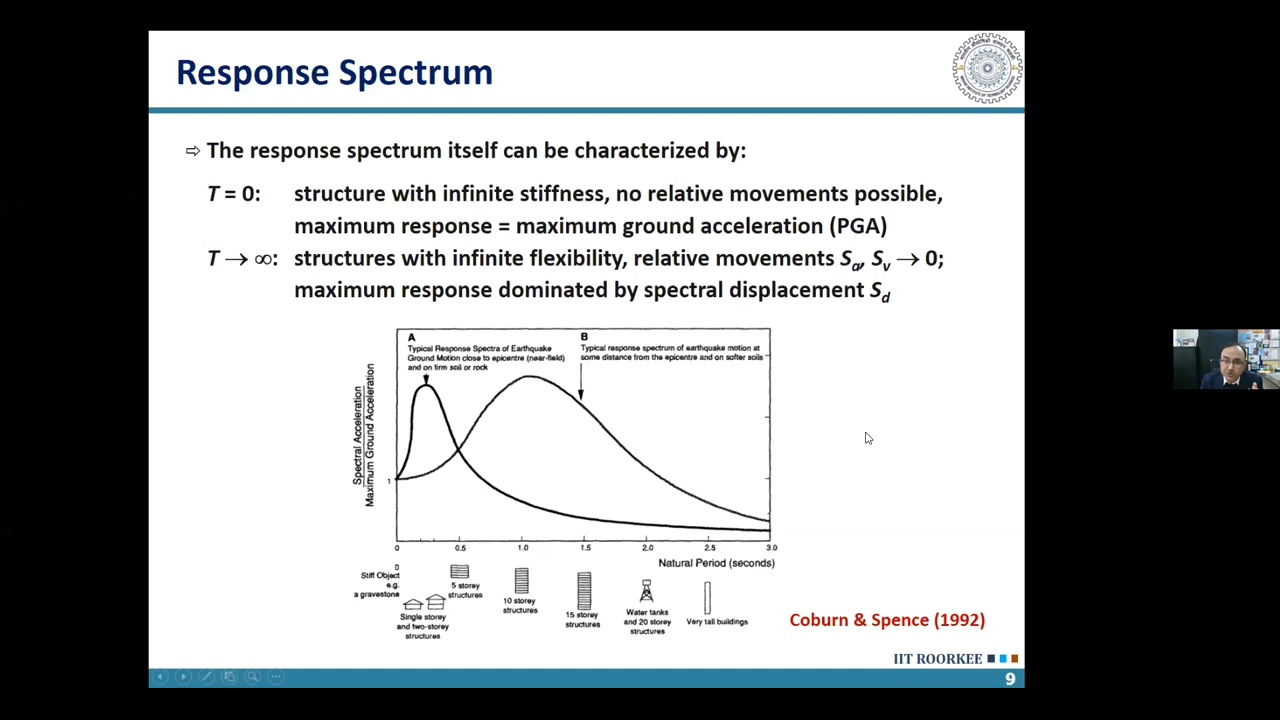 Response Spectrum
⇨ The response spectrum itself can be characterized by:
T = 0: structure with infinite stiffness, no relative movements possible,
maximum response = maximum ground acceleration (PGA)
T → ∞: structures with infinite flexibility, relative movements Sa, Sv → 0;
maximum response dominated by spectral displacement Sd
A
Typical Response Spectra of Earthquake
Ground Motion close to epicentre (near-field)
and on firm soil or rock
B
Typical response spectrum of earthquake motion at
some distance from the epicentre and on softer soils
Spectral Acceleration
Maximum Ground Acceleration
1
0 0.5 1.0 1.5 2.0 2.5 3.0
Natural Period (seconds)
Stiff Object
e.g.
a gravestone
Single storey
and two-storey
structures
5 storey
structures
10 storey
structures
15 storey
structures
Water tanks
and 20 storey
structures
Very tall buildings
Coburn & Spence (1992)
IIT ROORKEE
9